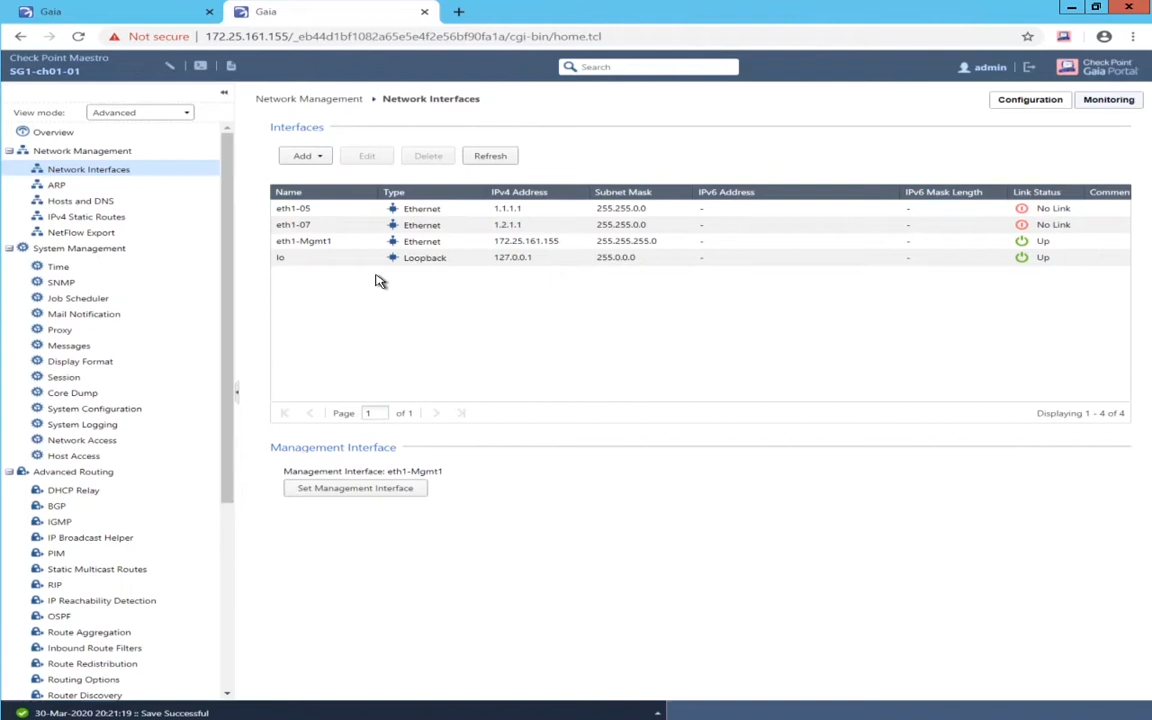 Gaia
Gaia
Not secure 172.25.161.155/_eb44d1bf1082a65e5e4f2e56bf90fa1a/cgi-bin/home.tcl
Check Point Maestro
SG1-ch01-01
Search
admin
Check Point
Gaia Portal
View mode: Advanced
Overview
Network Management
Network Interfaces
ARP
Hosts and DNS
IPv4 Static Routes
NetFlow Export
System Management
Time
SNMP
Job Scheduler
Mail Notification
Proxy
Messages
Display Format
Session
Core Dump
System Configuration
System Logging
Network Access
Host Access
Advanced Routing
DHCP Relay
BGP
IGMP
IP Broadcast Helper
PIM
Static Multicast Routes
RIP
IP Reachability Detection
OSPF
Route Aggregation
Inbound Route Filters
Route Redistribution
Routing Options
Router Discovery
Network Management Network Interfaces
Configuration Monitoring
Interfaces
Add Edit Delete Refresh
Name Type IPv4 Address Subnet Mask IPv6 Address IPv6 Mask Length Link Status Commen
eth1-05 Ethernet 1.1.1.1 255.255.0.0 - - No Link
eth1-07 Ethernet 1.2.1.1 255.255.0.0 - - No Link
eth1-Mgmt1 Ethernet 172.25.161.155 255.255.255.0 - - Up
lo Loopback 127.0.0.1 255.0.0.0 - - Up
Page 1 of 1 Displaying 1 - 4 of 4
Management Interface
Management Interface: eth1-Mgmt1
Set Management Interface
30-Mar-2020 20:21:19 :: Save Successful